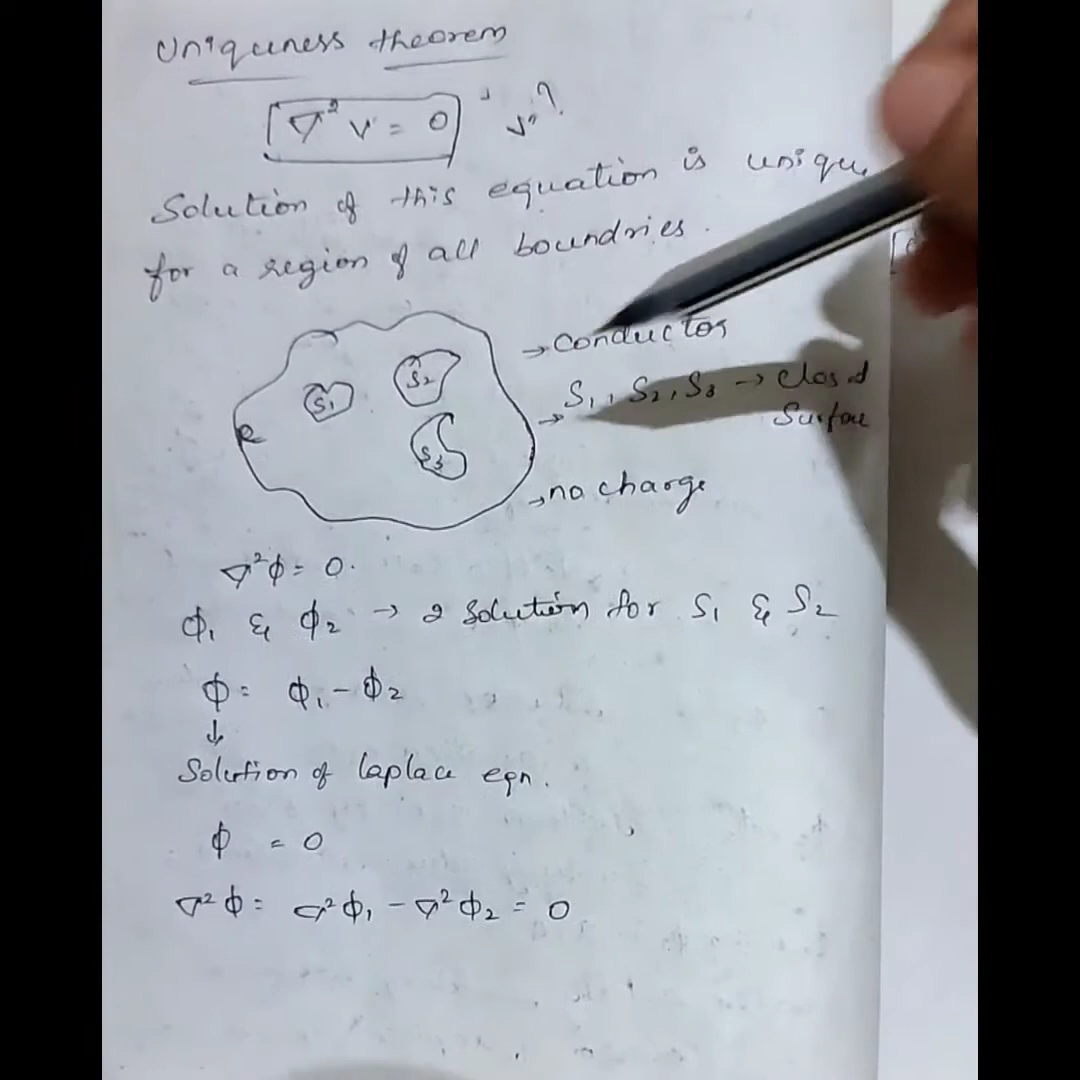 Uniquness theorem
∇²V = 0 , V"?
Solution of this equation is uniqu
for a region of all boundries.
→ Conductor
S₁
S₂
S₃
→ S₁, S₂, S₃ → closed
Surface
→ no charge
∇²ϕ = 0.
ϕ₁ & ϕ₂ → 2 Solution for S₁ & S₂
ϕ = ϕ₁ - ϕ₂
↓
Solution of laplace eqn.
ϕ = 0
∇²ϕ = ∇²ϕ₁ - ∇²ϕ₂ = 0